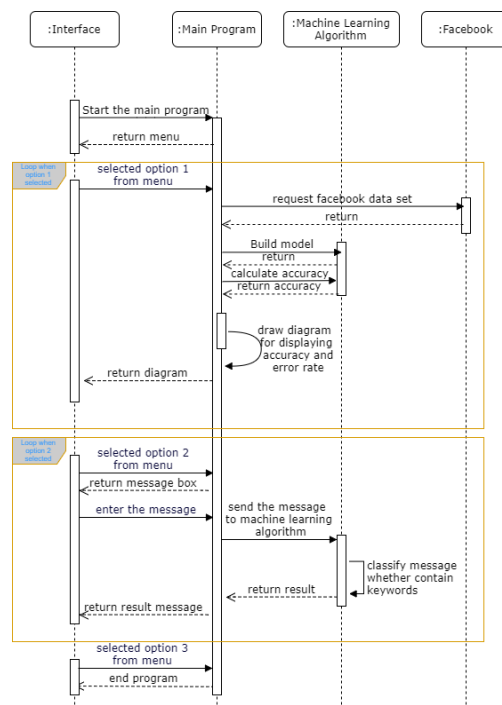 :Interface
:Main Program
:Machine Learning
Algorithm
:Facebook
Start the main program
return menu
Loop when
option 1
selected
selected option 1
from menu
request facebook data set
return
Build model
return
calculate accuracy
return accuracy
draw diagram
for displaying
accuracy and
error rate
return diagram
Loop when
option 2
selected
selected option 2
from menu
return message box
enter the message
send the message
to machine learning
algorithm
classify message
whether contain
keywords
return result
return result message
selected option 3
from menu
end program